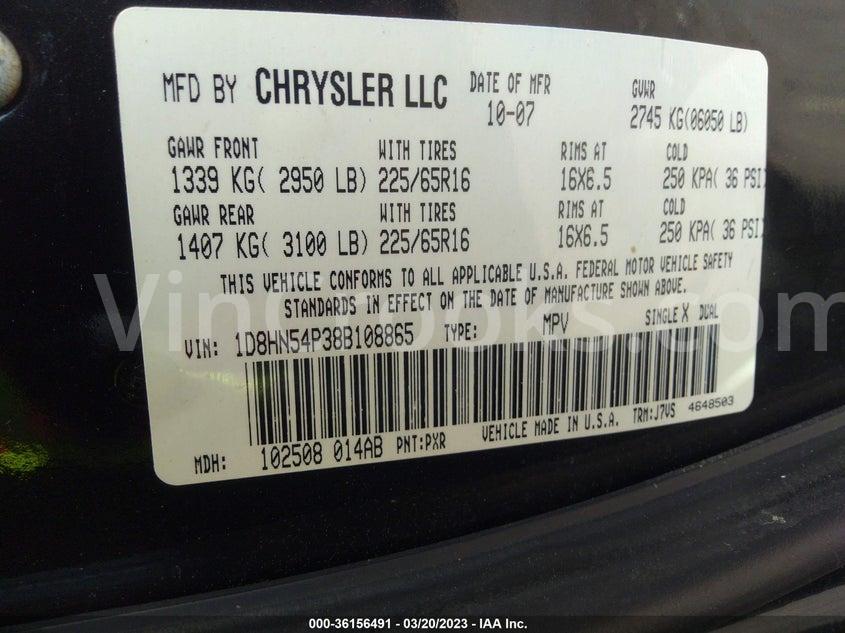 MFD BY CHRYSLER LLC DATE OF MFR 10-07 GVWR 2745 KG(06050 LB)
GAWR FRONT WITH TIRES RIMS AT COLD
1339 KG( 2950 LB) 225/65R16 16X6.5 250 KPA( 36 PSI)
GAWR REAR WITH TIRES RIMS AT COLD
1407 KG( 3100 LB) 225/65R16 16X6.5 250 KPA( 36 PSI)
THIS VEHICLE CONFORMS TO ALL APPLICABLE U.S.A. FEDERAL MOTOR VEHICLE SAFETY
STANDARDS IN EFFECT ON THE DATE OF MANUFACTURE SHOWN ABOVE.
VIN: 1D8HN54P38B108865 TYPE: MPV SINGLE X DUAL
MDH: 102508 014AB PNT:PXR VEHICLE MADE IN U.S.A. TRM:J7VS 4648503
000-36156491 - 03/20/2023 - IAA Inc.